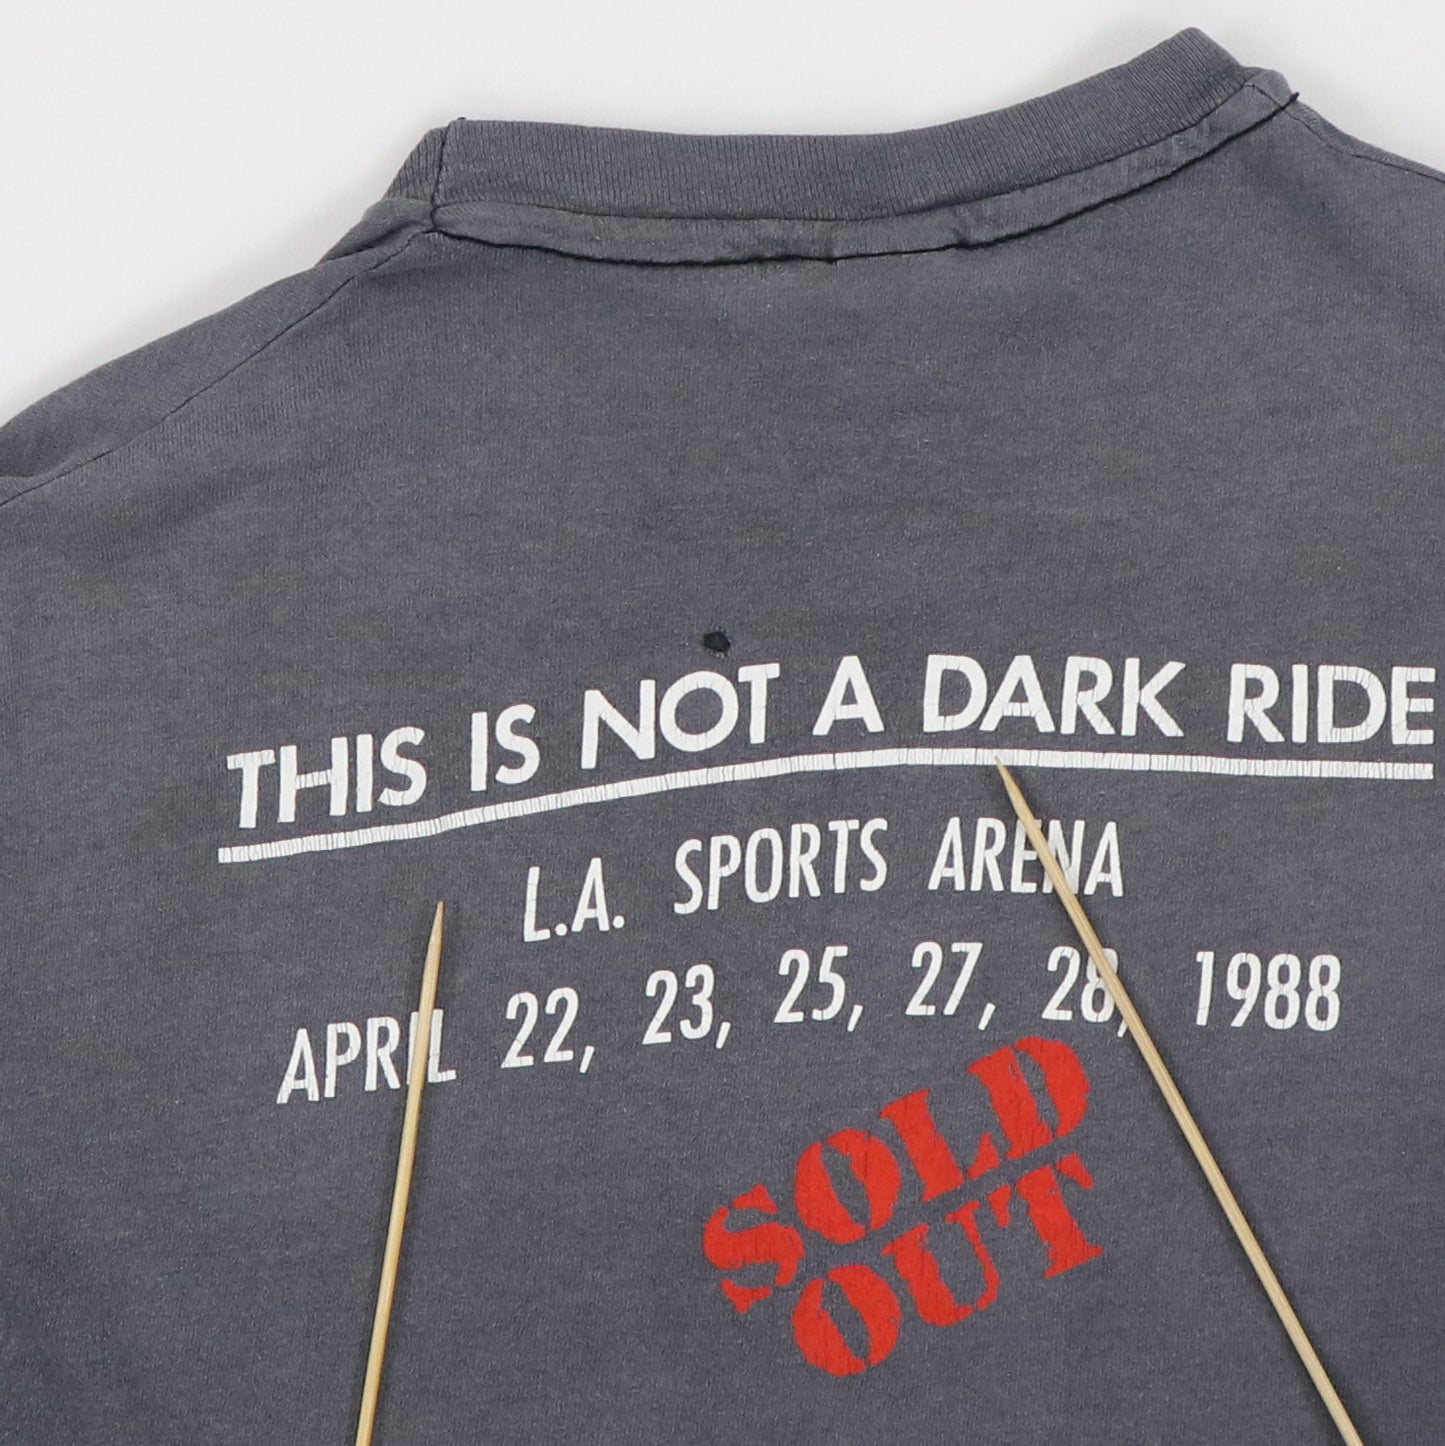 THIS IS NOT A DARK RIDE
L.A. SPORTS ARENA
APRIL 22, 23, 25, 27, 28, 1988
SOLD
OUT